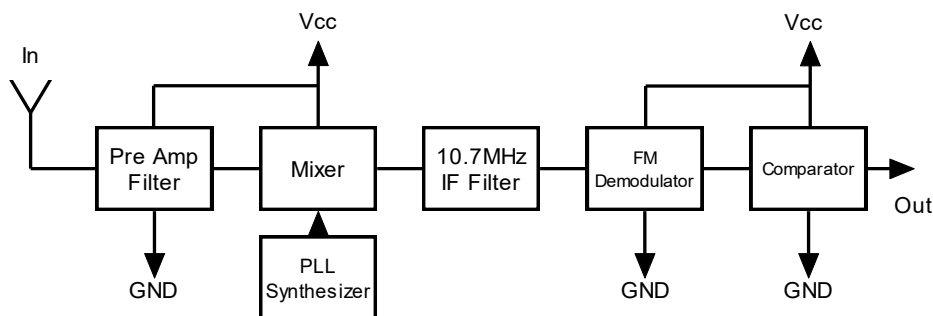 Vcc
Vcc
In
Pre Amp
Filter
Mixer
10.7MHz
IF Filter
FM
Demodulator
Comparator
Out
GND
PLL
Synthesizer
GND
GND